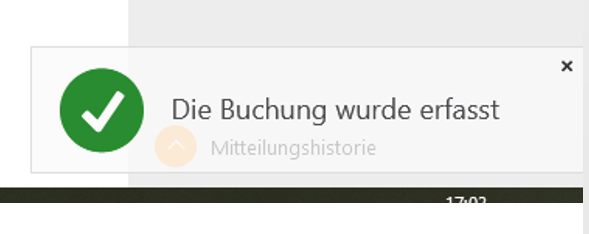 Die Buchung wurde erfasst
Mitteilungshistorie
17:02